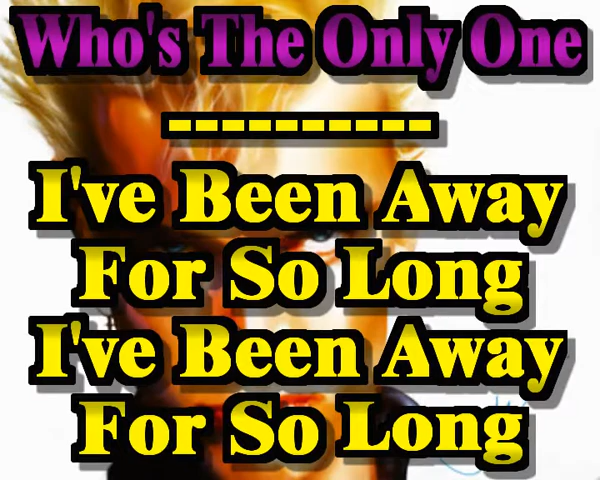 Who's The Only One
----------
I've Been Away
For So Long
I've Been Away
For So Long